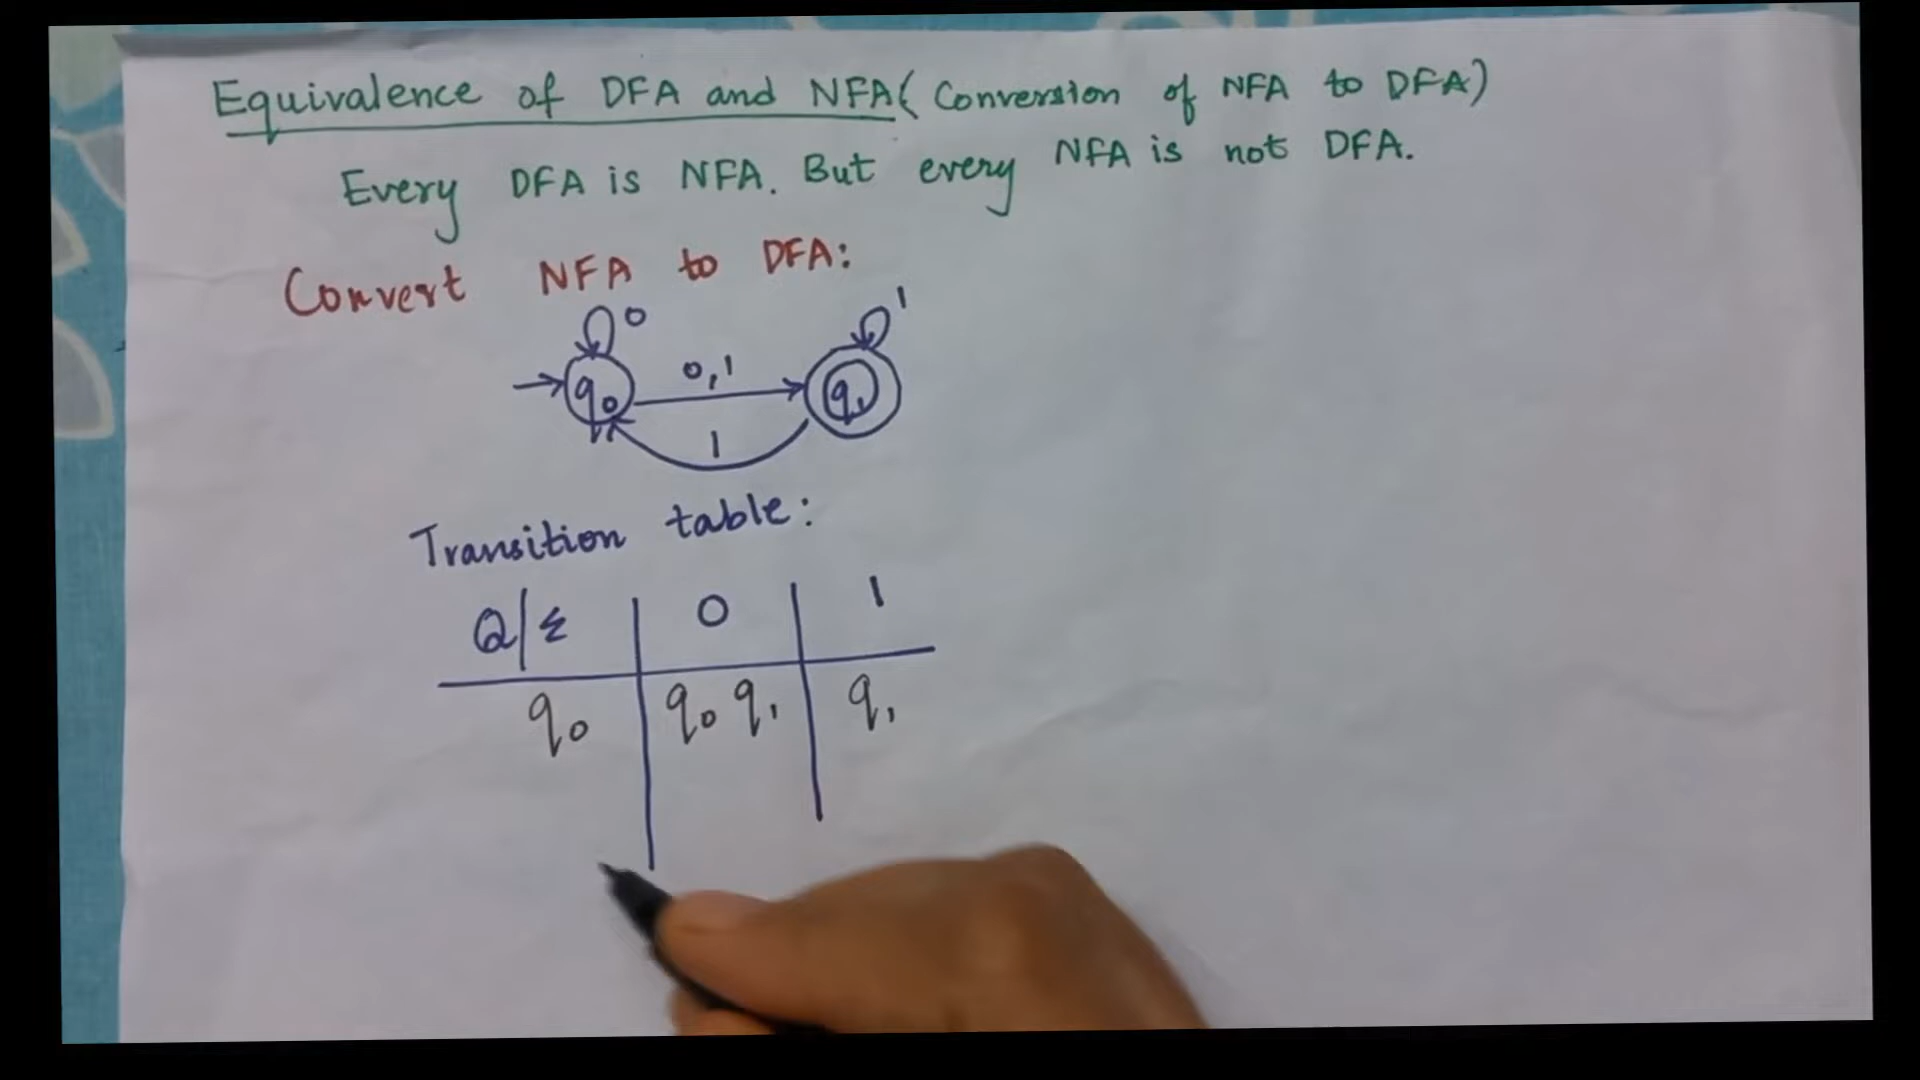 Equivalence of DFA and NFA (Conversion of NFA to DFA)
Every DFA is NFA. But every NFA is not DFA.
Convert NFA to DFA:
0 1
q0 0,1 q1
1
Transition table:
Q/Σ 0 1
q0 q0 q1 q1